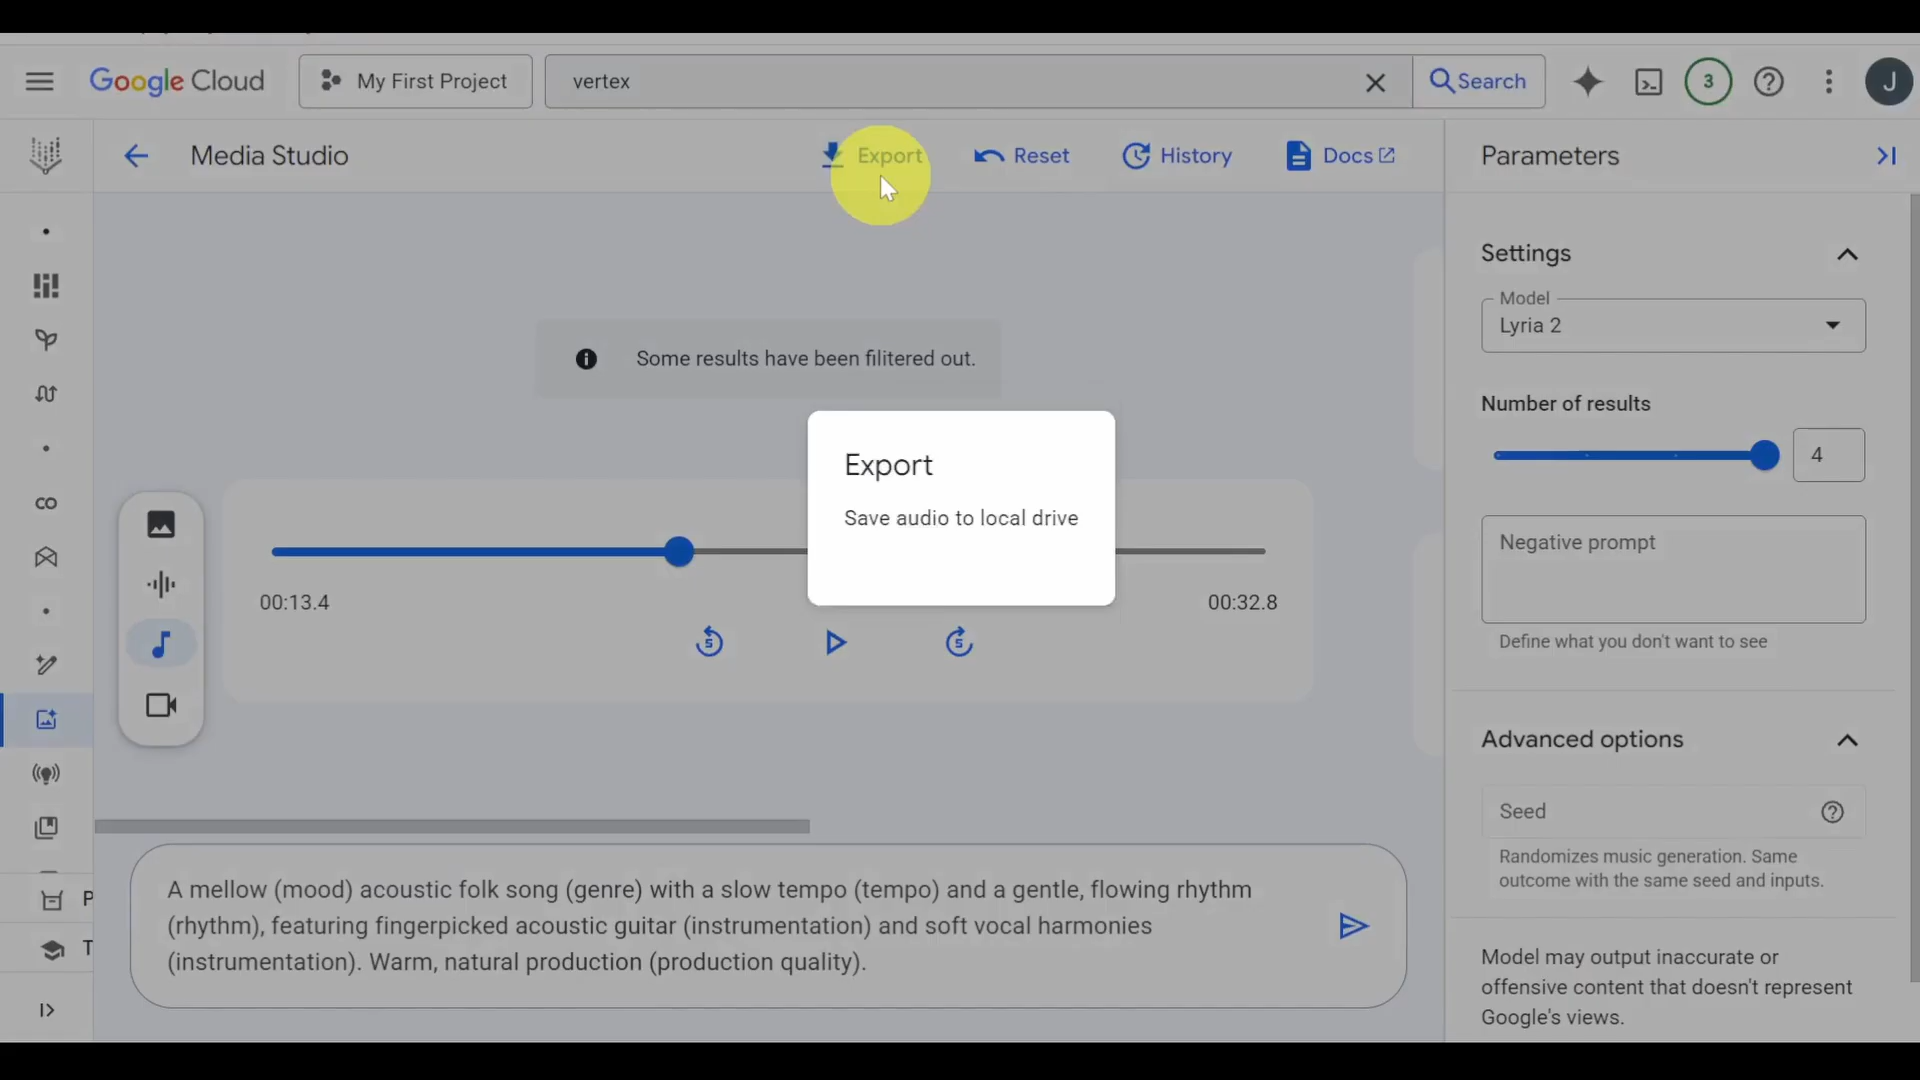 Google Cloud
My First Project
vertex
Search
3
J
Media Studio
Export
Reset
History
Docs
Parameters
Settings
Model
Lyria 2
Some results have been filitered out.
Number of results
4
Export
Save audio to local drive
Negative prompt
00:13.4
00:32.8
5
5
Define what you don't want to see
Advanced options
Seed
Randomizes music generation. Same
outcome with the same seed and inputs.
A mellow (mood) acoustic folk song (genre) with a slow tempo (tempo) and a gentle, flowing rhythm
(rhythm), featuring fingerpicked acoustic guitar (instrumentation) and soft vocal harmonies
(instrumentation). Warm, natural production (production quality).
P
T
Model may output inaccurate or
offensive content that doesn't represent
Google's views.